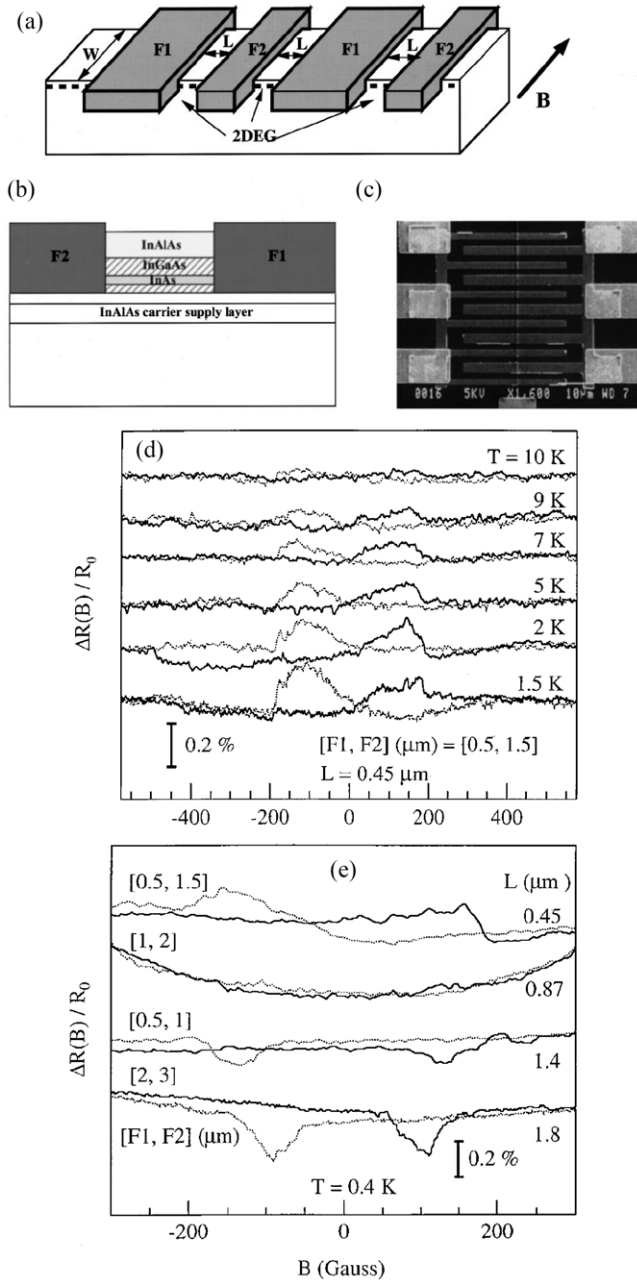 (a)
F1 L F2 L F1 L F2
W
2DEG
B
(b)
(c)
F2 InAlAs F1
InGaAs
InAs
InAlAs carrier supply layer
0016 5KV X1,600 10μm WD 7
(d)
T = 10 K
9 K
7 K
5 K
2 K
1.5 K
ΔR(B) / R0
0.2 %
[F1, F2] (μm) = [0.5, 1.5]
L = 0.45 μm
-400 -200 0 200 400
(e)
[0.5, 1.5] L (μm )
0.45
[1, 2]
0.87
[0.5, 1]
1.4
[2, 3]
1.8
[F1, F2] (μm)
0.2 %
T = 0.4 K
ΔR(B) / R0
-200 0 200
B (Gauss)